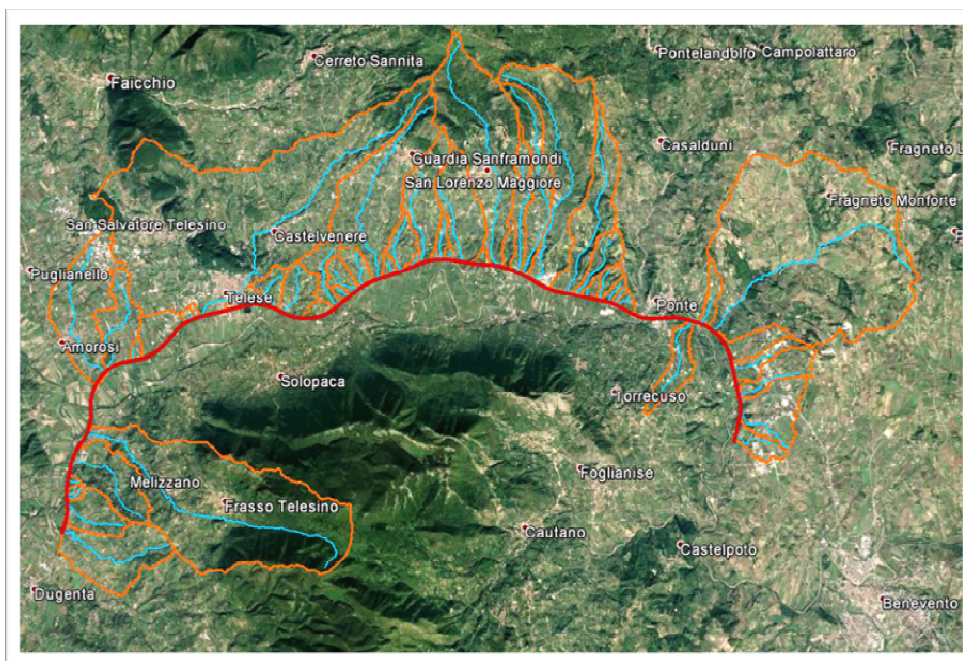 Pontelandolfo
Campolattaro
Cerreto Sannita
Faicchio
Casalduni
Guardia Sanframondi
San Lorenzo Maggiore
Fragneto Monforte
San Salvatore Telesino
Castelvenere
Puglianello
Telese
Ponte
Amorosi
Solopaca
Torrecuso
Foglianise
Melizzano
Frasso Telesino
Cautano
Castelpoto
Dugenta
Benevento